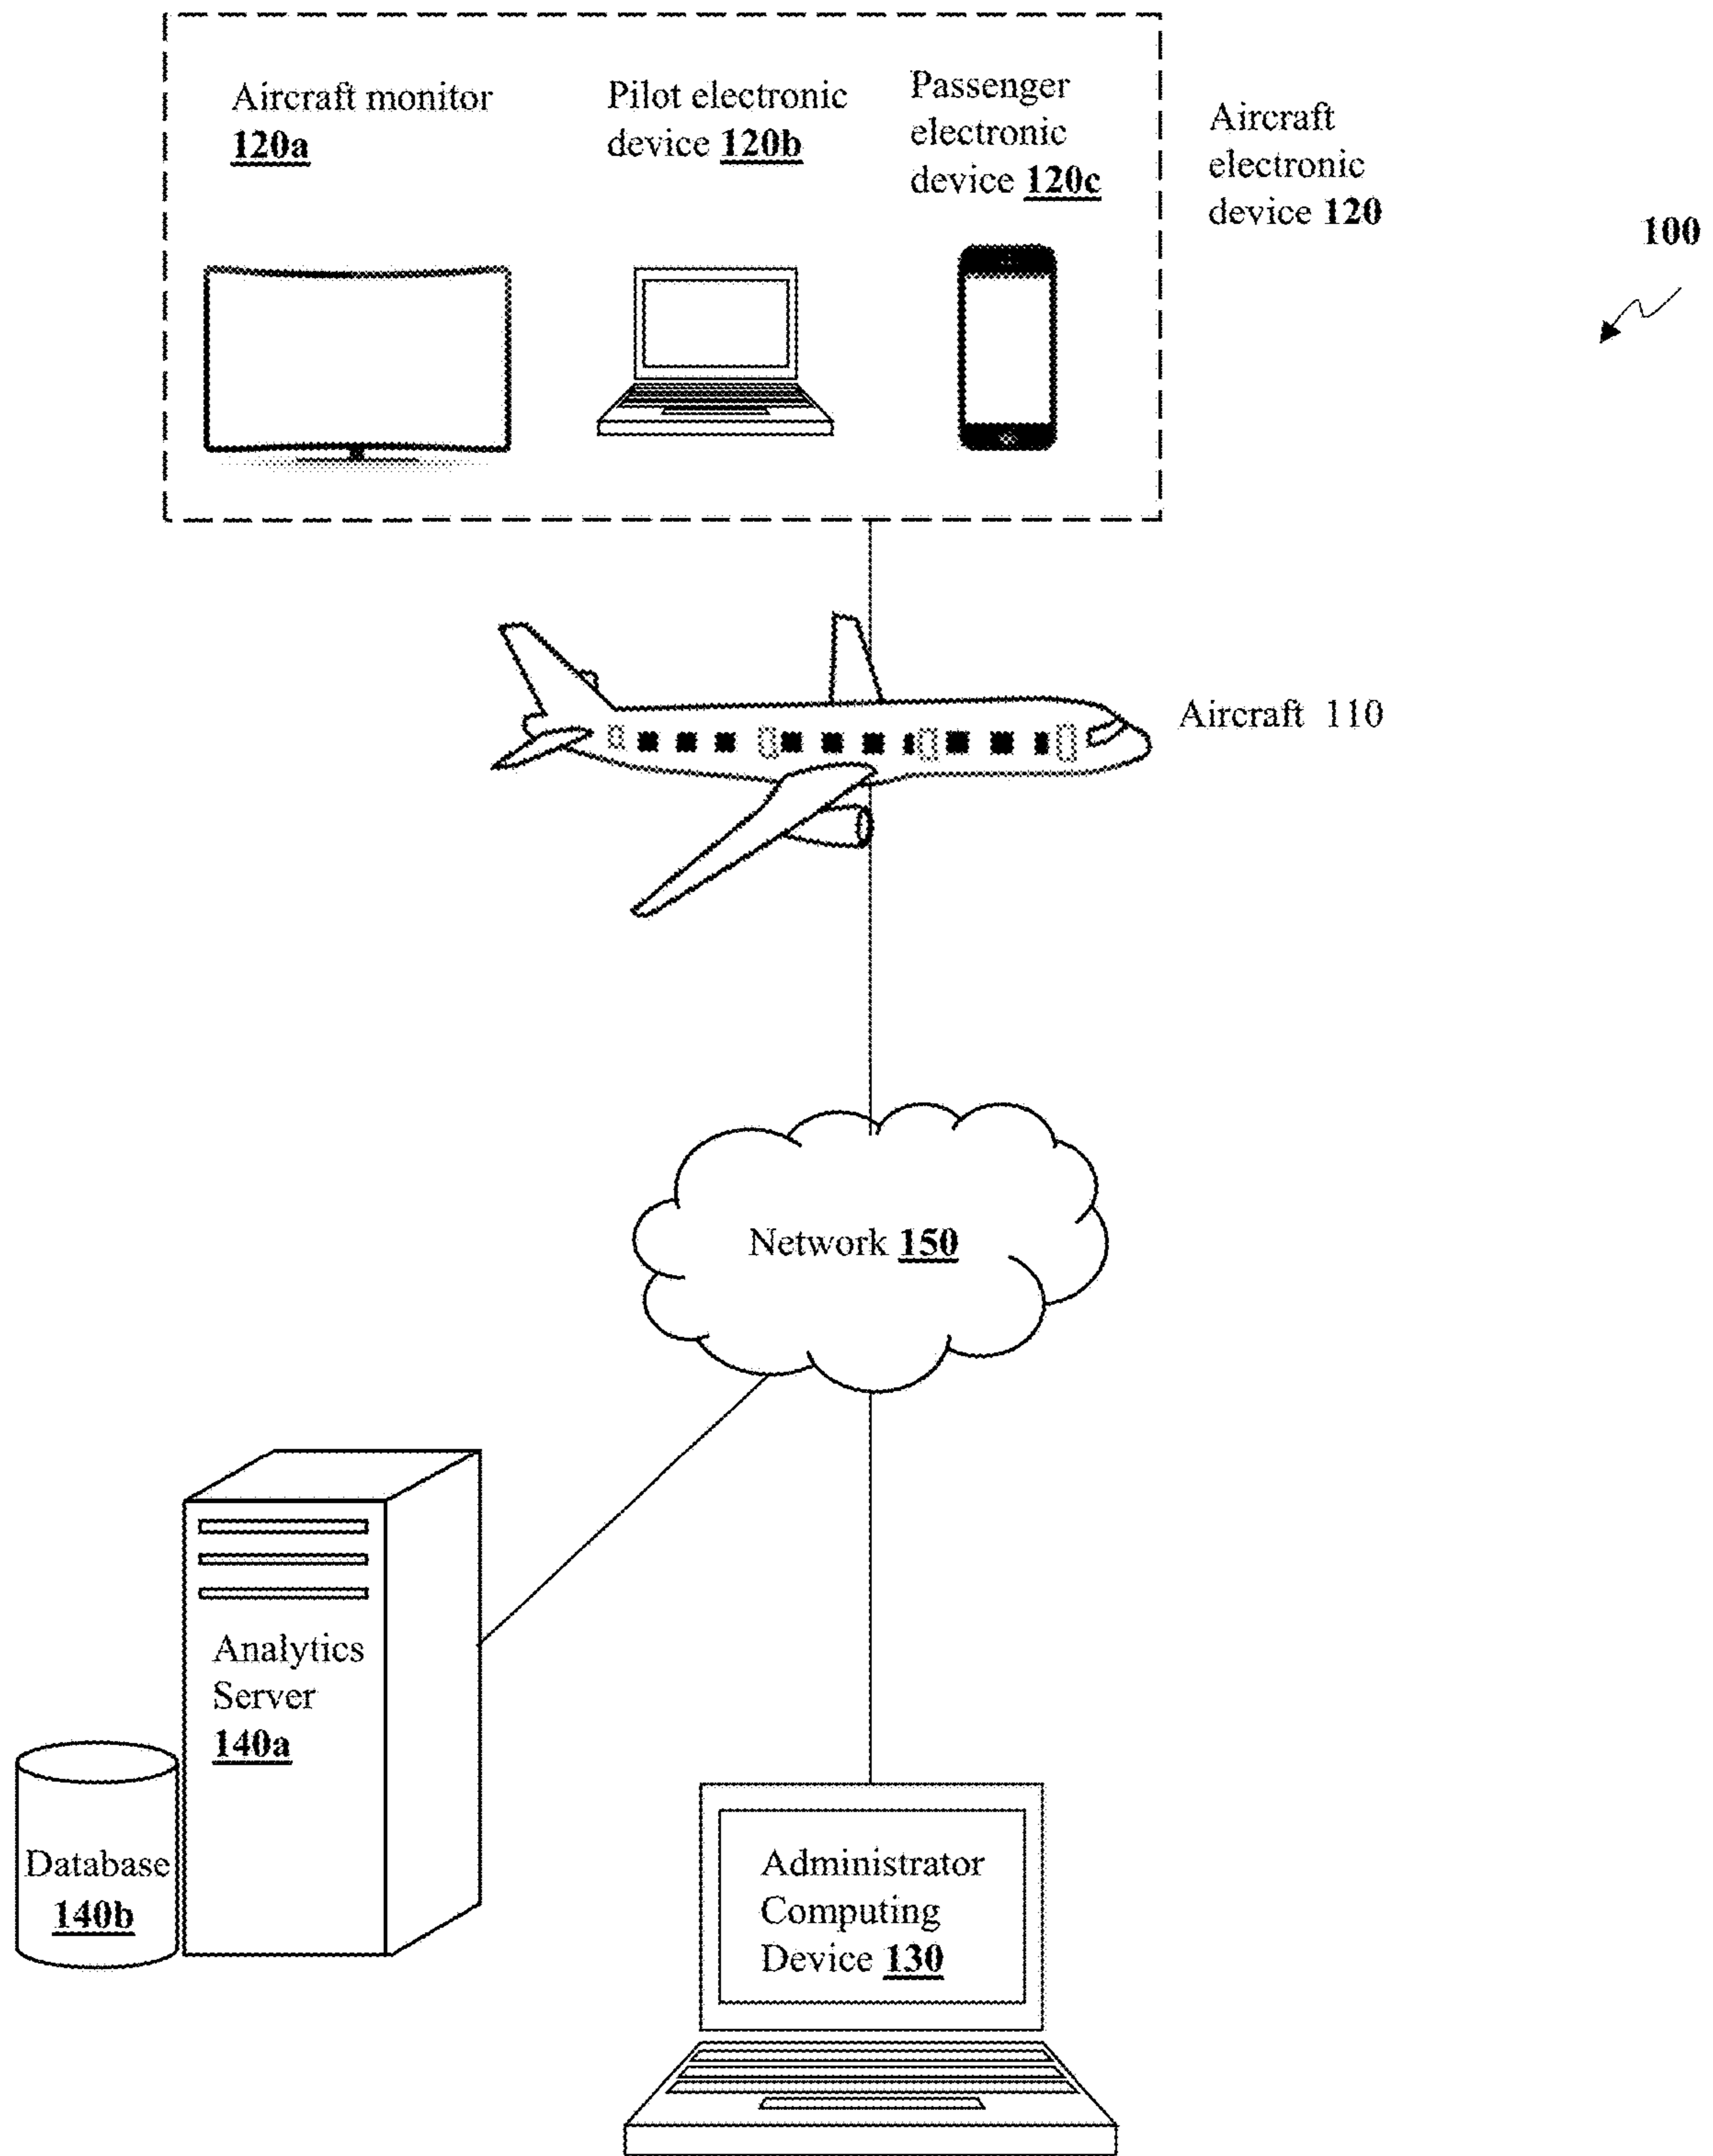 Aircraft monitor
120a
Pilot electronic
device 120b
Passenger
electronic
device 120c
Aircraft
electronic
device 120
100
Aircraft 110
Network 150
Analytics
Server
140a
Database
140b
Administrator
Computing
Device 130